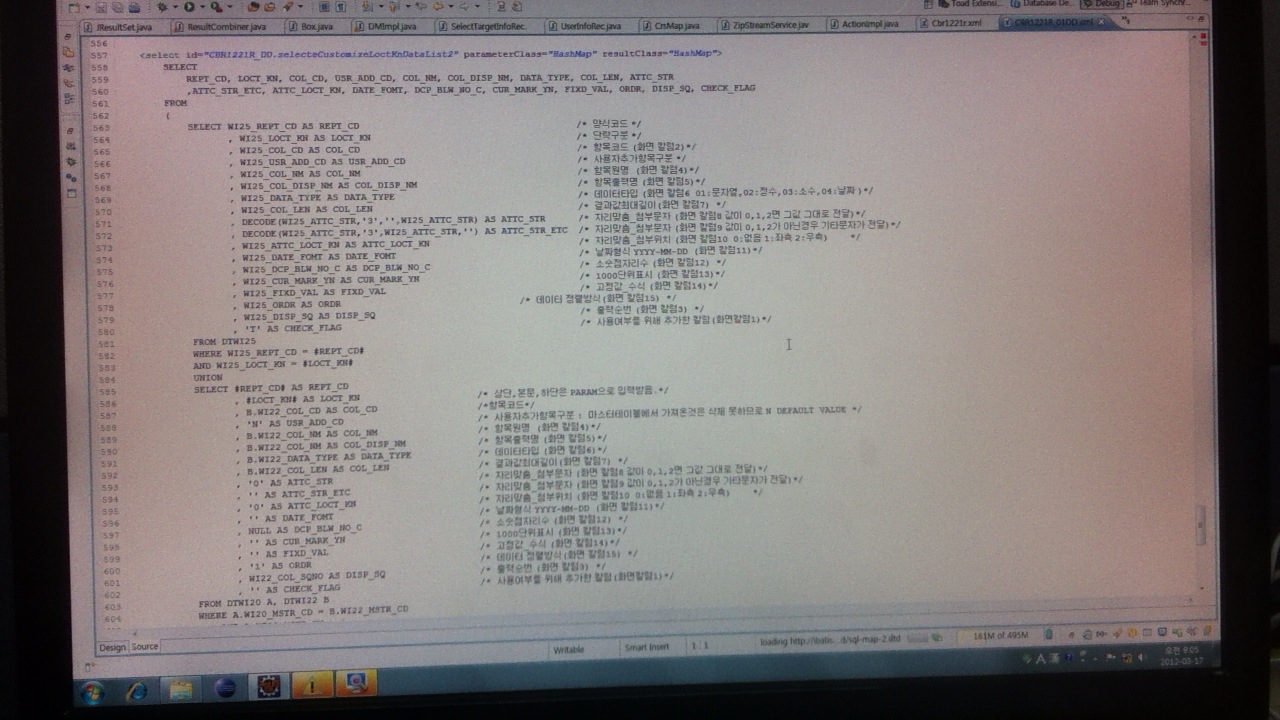 Toad Extensi...
Database De...
Debug
Team Synchr...
JResultSet.java
ResultCombiner.java
Box.java
DMImpl.java
SelectTargetInfoRec.
UserInfoRec.java
CrsMap.java
ZipStreamService.jav
ActionImpl.java
Cbr1221r.xml
CBR1221R_01DD.xml
556
557 <select id="CBR1221R_DD.selecteCustomizeLoctKnDataList2" parameterClass="HashMap" resultClass="HashMap">
558 SELECT
559 REPT_CD, LOCT_KN, COL_CD, USR_ADD_CD, COL_NM, COL_DISP_NM, DATA_TYPE, COL_LEN, ATTC_STR
560 ,ATTC_STR_ETC, ATTC_LOCT_KN, DATE_FOMT, DCP_BLW_NO_C, CUR_MARK_YN, FIXD_VAL, ORDR, DISP_SQ, CHECK_FLAG
561 FROM
562 (
563 SELECT WI25_REPT_CD AS REPT_CD /* 양식코드 */
564 , WI25_LOCT_KN AS LOCT_KN /* 단락구분 */
565 , WI25_COL_CD AS COL_CD /* 항목코드 (화면 칼럼2)*/
566 , WI25_USR_ADD_CD AS USR_ADD_CD /* 사용자추가항목구분 */
567 , WI25_COL_NM AS COL_NM /* 항목원명 (화면 칼럼4)*/
568 , WI25_COL_DISP_NM AS COL_DISP_NM /* 항목출력명 (화면 칼럼5)*/
569 , WI25_DATA_TYPE AS DATA_TYPE /* 데이터타입 (화면 칼럼6 01:문자열,02:정수,03:소수,04:날짜)*/
570 , WI25_COL_LEN AS COL_LEN /* 결과값최대길이(화면 칼럼7) */
571 , DECODE(WI25_ATTC_STR,'3','',WI25_ATTC_STR) AS ATTC_STR /* 자리맞춤_첨부문자 (화면 칼럼8 값이 0,1,2면 그값 그대로 전달)*/
572 , DECODE(WI25_ATTC_STR,'3',WI25_ATTC_STR,'') AS ATTC_STR_ETC /* 자리맞춤_첨부문자 (화면 칼럼9 값이 0,1,2가 아닌경우 기타문자가 전달)*/
573 , WI25_ATTC_LOCT_KN AS ATTC_LOCT_KN /* 자리맞춤_첨부위치 (화면 칼럼10 0:없음 1:좌측 2:우측) */
574 , WI25_DATE_FOMT AS DATE_FOMT /* 날짜형식 YYYY-MM-DD (화면 칼럼11)*/
575 , WI25_DCP_BLW_NO_C AS DCP_BLW_NO_C /* 소숫점자리수 (화면 칼럼12) */
576 , WI25_CUR_MARK_YN AS CUR_MARK_YN /* 1000단위표시 (화면 칼럼13)*/
577 , WI25_FIXD_VAL AS FIXD_VAL /* 고정값_수식 (화면 칼럼14)*/
578 , WI25_ORDR AS ORDR /* 데이터 정렬방식(화면 칼럼15) */
579 , WI25_DISP_SQ AS DISP_SQ /* 출력순번 (화면 칼럼3) */
580 , 'T' AS CHECK_FLAG /* 사용여부를 위해 추가한 칼럼(화면칼럼1)*/
581 FROM DTWI25
582 WHERE WI25_REPT_CD = #REPT_CD#
583 AND WI25_LOCT_KN = #LOCT_KN#
584 UNION
585 SELECT #REPT_CD# AS REPT_CD
586 , #LOCT_KN# AS LOCT_KN /* 상단,본문,하단은 PARAM으로 입력받음.*/
587 , B.WI22_COL_CD AS COL_CD /*항목코드*/
588 , 'N' AS USR_ADD_CD /* 사용자추가항목구분 : 마스터테이블에서 가져온것은 삭제 못하므로 N DEFAULT VALUE */
589 , B.WI22_COL_NM AS COL_NM /* 항목원명 (화면 칼럼4)*/
590 , B.WI22_COL_NM AS COL_DISP_NM /* 항목출력명 (화면 칼럼5)*/
591 , B.WI22_DATA_TYPE AS DATA_TYPE /* 데이터타입 (화면 칼럼6)*/
592 , B.WI22_COL_LEN AS COL_LEN /* 결과값최대길이(화면 칼럼7) */
593 , '0' AS ATTC_STR /* 자리맞춤_첨부문자 (화면 칼럼8 값이 0,1,2면 그값 그대로 전달)*/
594 , '' AS ATTC_STR_ETC /* 자리맞춤_첨부문자 (화면 칼럼9 값이 0,1,2가 아닌경우 기타문자가 전달)*/
595 , '0' AS ATTC_LOCT_KN /* 자리맞춤_첨부위치 (화면 칼럼10 0:없음 1:좌측 2:우측) */
596 , '' AS DATE_FOMT /* 날짜형식 YYYY-MM-DD (화면 칼럼11)*/
597 , NULL AS DCP_BLW_NO_C /* 소숫점자리수 (화면 칼럼12) */
598 , '' AS CUR_MARK_YN /* 1000단위표시 (화면 칼럼13)*/
599 , '' AS FIXD_VAL /* 고정값_수식 (화면 칼럼14)*/
600 , '1' AS ORDR /* 데이터 정렬방식(화면 칼럼15) */
601 , WI22_COL_SQNO AS DISP_SQ /* 출력순번 (화면 칼럼3) */
602 , '' AS CHECK_FLAG /* 사용여부를 위해 추가한 칼럼(화면칼럼1)*/
603 FROM DTWI20 A, DTWI22 B
604 WHERE A.WI20_MSTR_CD = B.WI22_MSTR_CD
Design Source
Writable
Smart Insert
1 : 1
161M of 495M
오전 9:05
2012-03-17